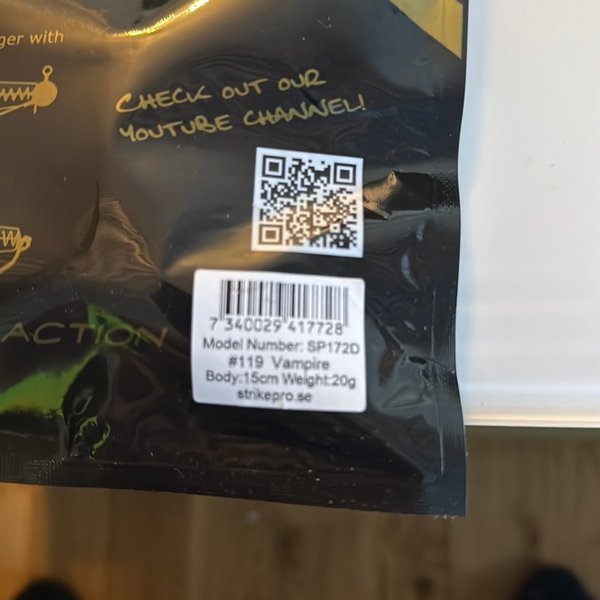 ger with
CHECK OUT OUR
YOUTUBE CHANNEL!
ACTION
7 340029 417728
Model Number: SP172D
#119 Vampire
Body:15cm Weight:20g
strikepro.se